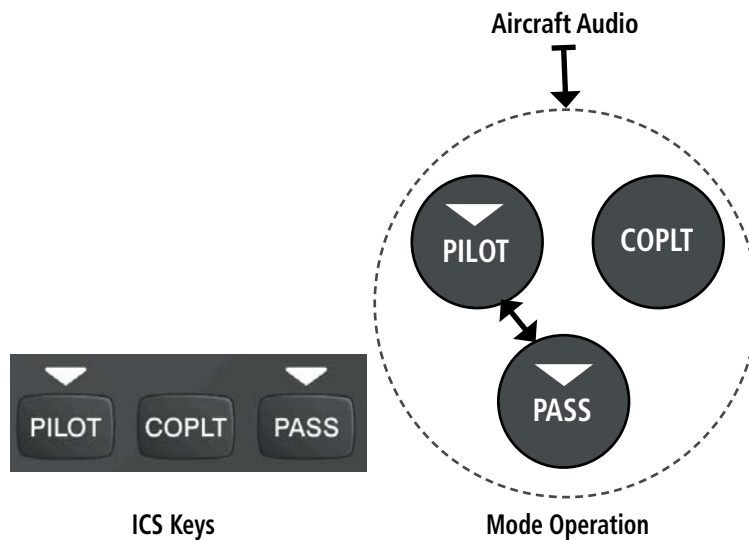 Aircraft Audio
PILOT
COPLT
PASS
PILOT COPLT PASS
ICS Keys
Mode Operation